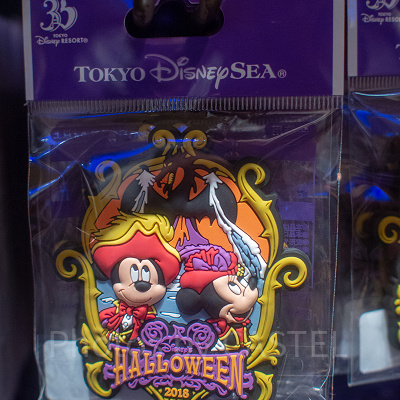 35
TOKYO
Disney RESORT®
TOKYO DisneySEA®
Disney's
HALLOWEEN
2018